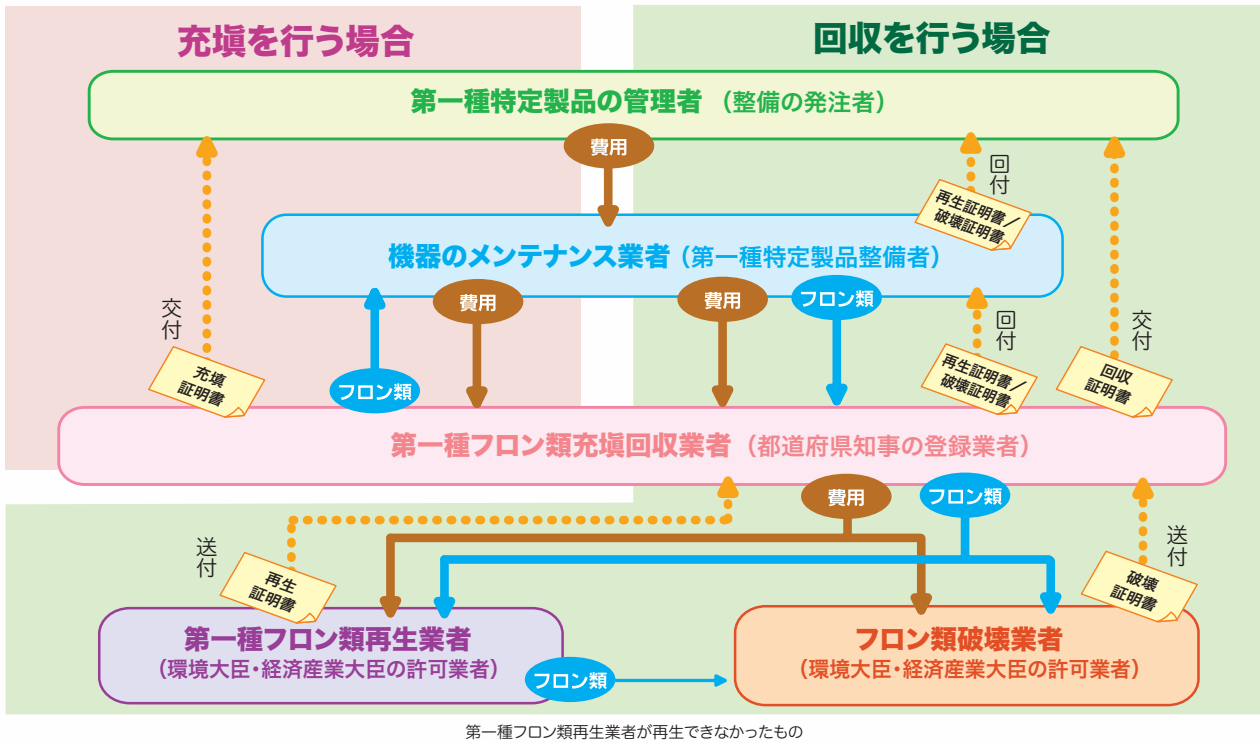 充塡を行う場合
回収を行う場合
第一種特定製品の管理者 （整備の発注者）
費用
回付
再生証明書／
破壊証明書
機器のメンテナンス業者（第一種特定製品整備者）
交付
充塡
証明書
フロン類
費用
費用
フロン類
回付
再生証明書／
破壊証明書
交付
回収
証明書
第一種フロン類充塡回収業者（都道府県知事の登録業者）
費用
フロン類
送付
再生
証明書
送付
破壊
証明書
第一種フロン類再生業者
（環境大臣・経済産業大臣の許可業者）
フロン類
フロン類破壊業者
（環境大臣・経済産業大臣の許可業者）
第一種フロン類再生業者が再生できなかったもの